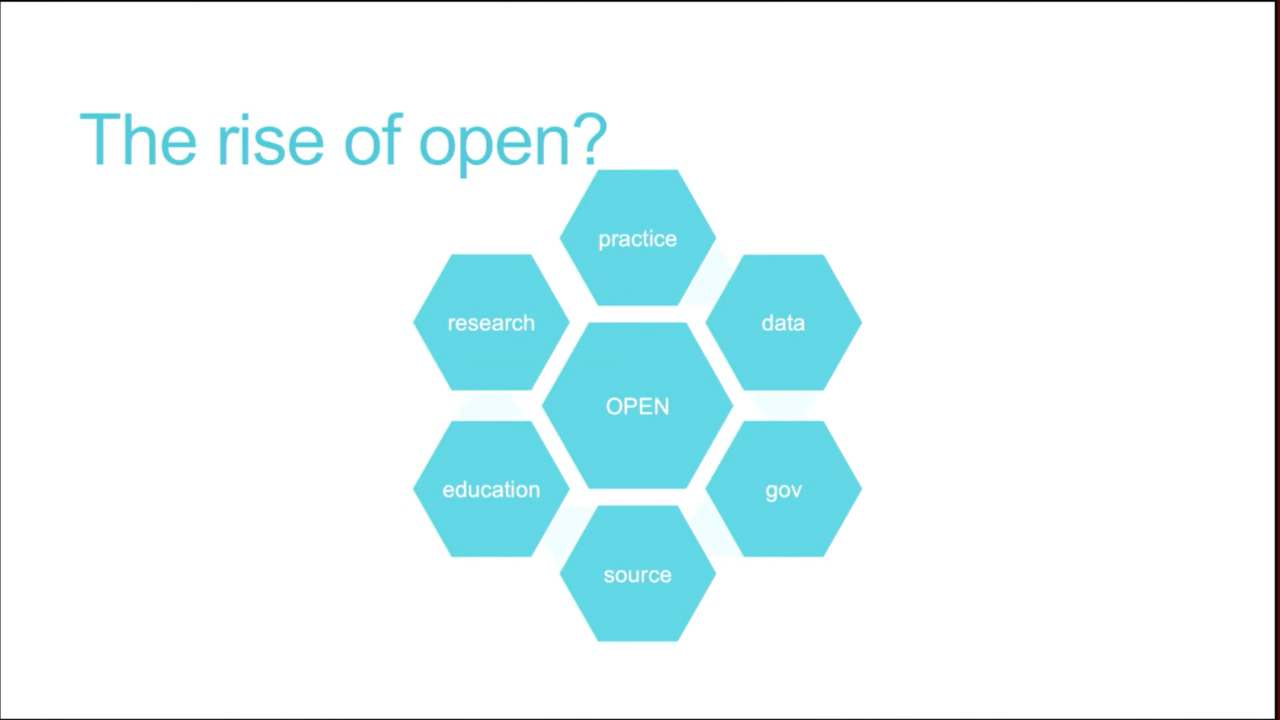 The rise of open?
practice
research
data
OPEN
education
gov
source